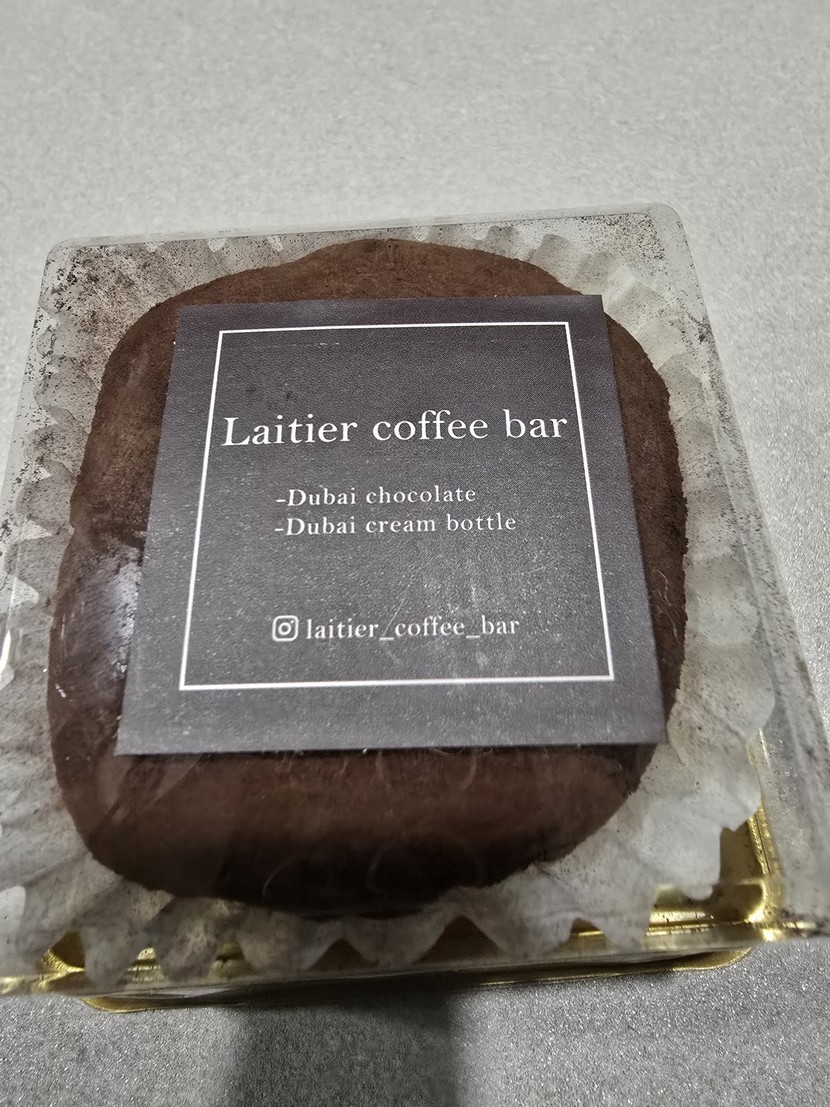 Laitier coffee bar
-Dubai chocolate
-Dubai cream bottle
laitier_coffee_bar